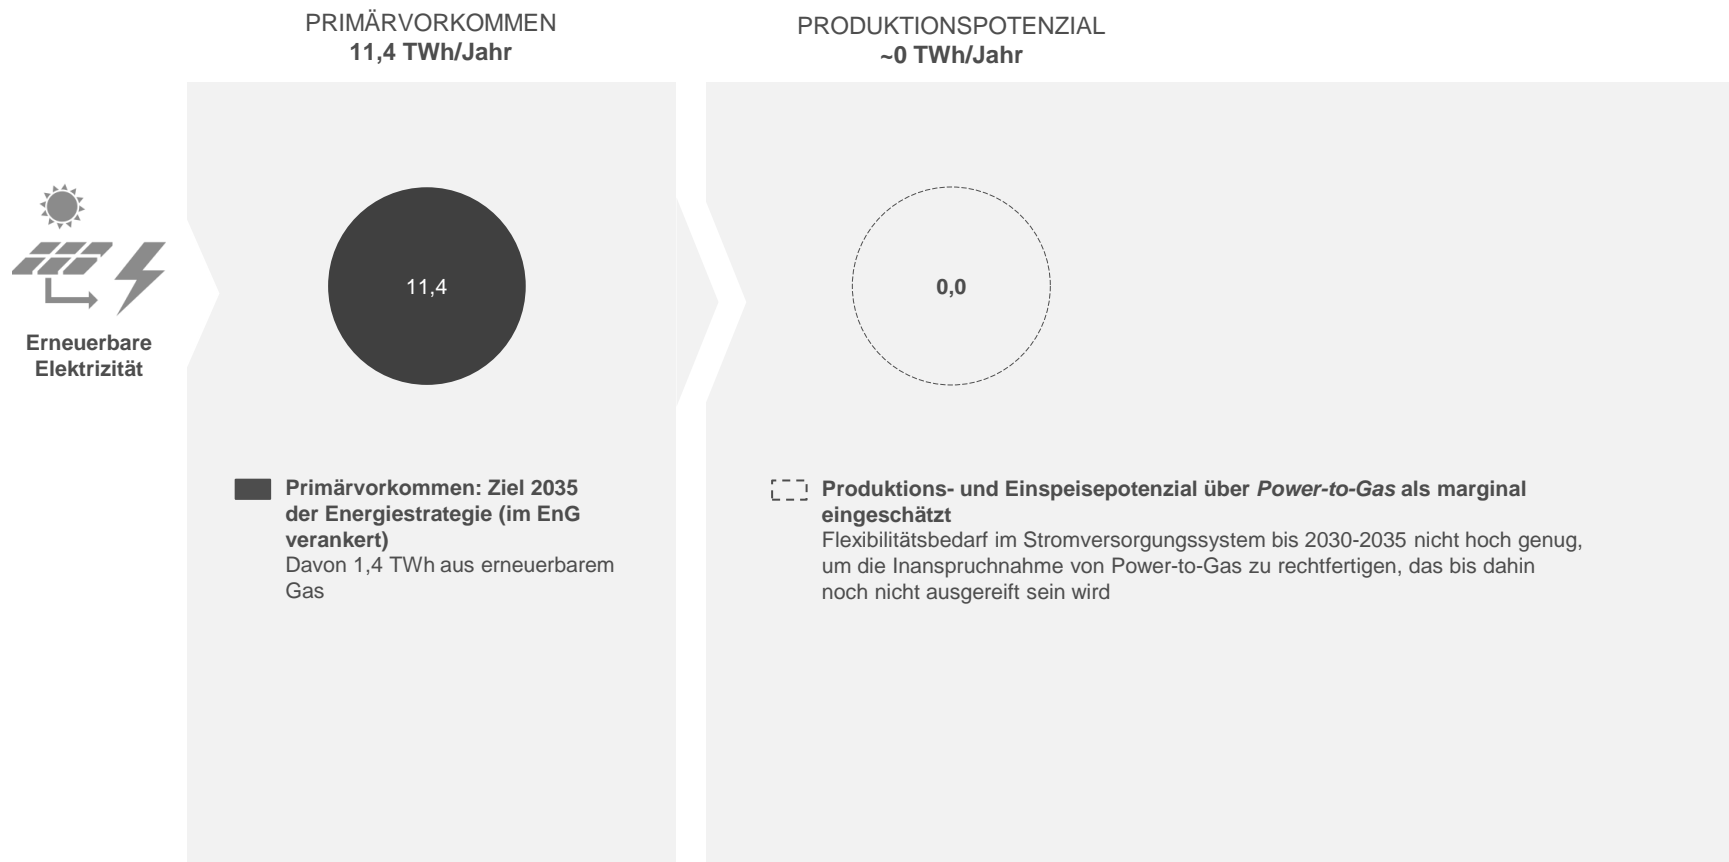 PRIMÄRVORKOMMEN
11,4 TWh/Jahr
PRODUKTIONSPOTENZIAL
~0 TWh/Jahr
Erneuerbare
Elektrizität
11,4
0,0
Primärvorkommen: Ziel 2035
der Energiestrategie (im EnG
verankert)
Davon 1,4 TWh aus erneuerbarem
Gas
Produktions- und Einspeisepotenzial über Power-to-Gas als marginal
eingeschätzt
Flexibilitätsbedarf im Stromversorgungssystem bis 2030-2035 nicht hoch genug,
um die Inanspruchnahme von Power-to-Gas zu rechtfertigen, das bis dahin
noch nicht ausgereift sein wird